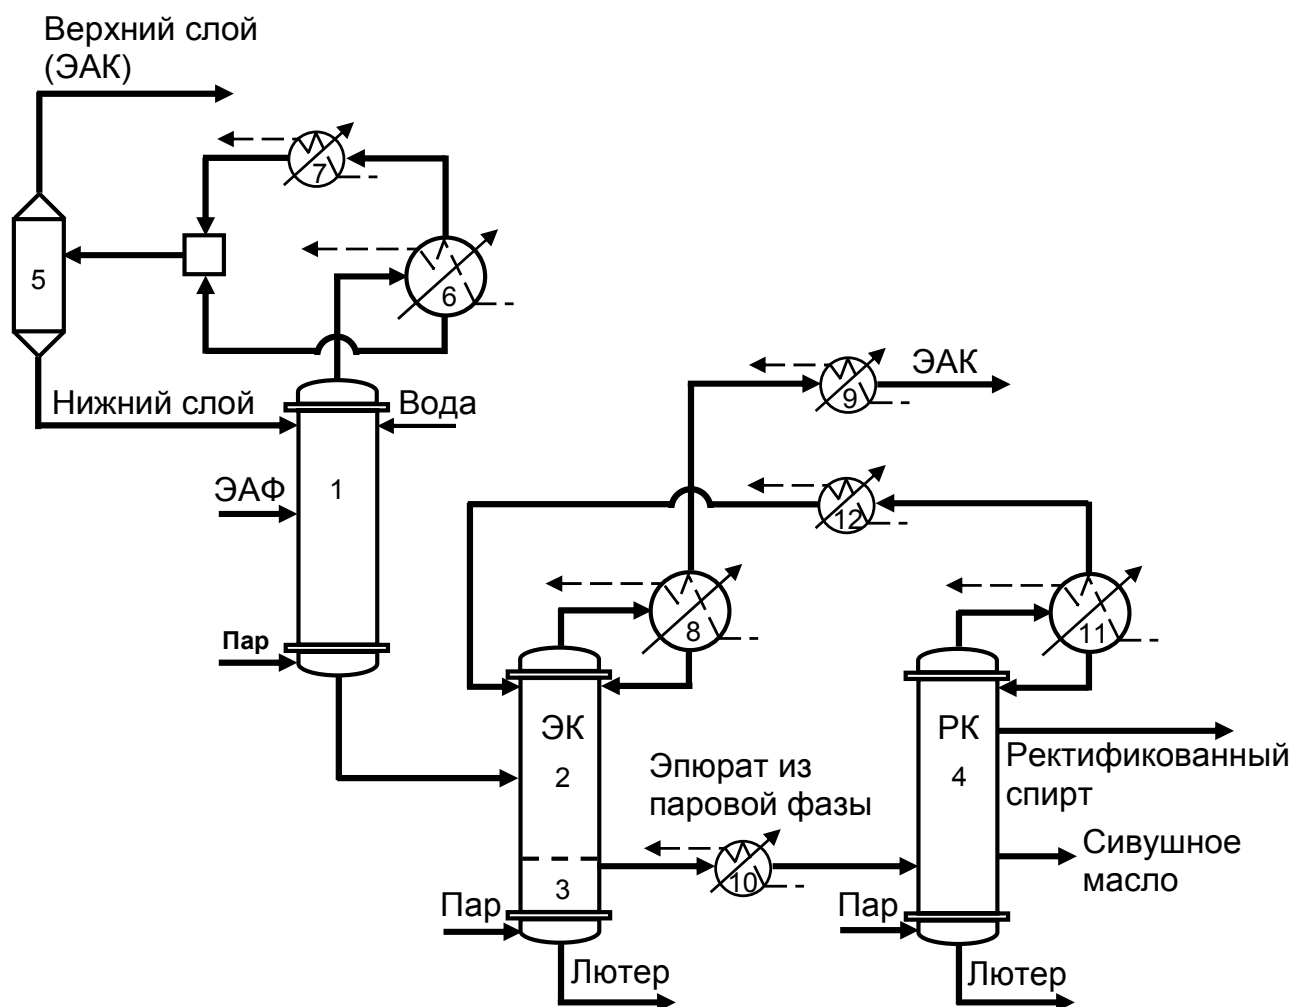 Верхний слой
(ЭАК)
7
5
6
ЭАК
9
Нижний слой
Вода
ЭАФ
1
12
Пар
8
11
ЭК
РК
2
Эпюрат из
паровой фазы
4
Ректификованный
спирт
3
10
Сивушное
масло
Пар
Пар
Лютер
Лютер